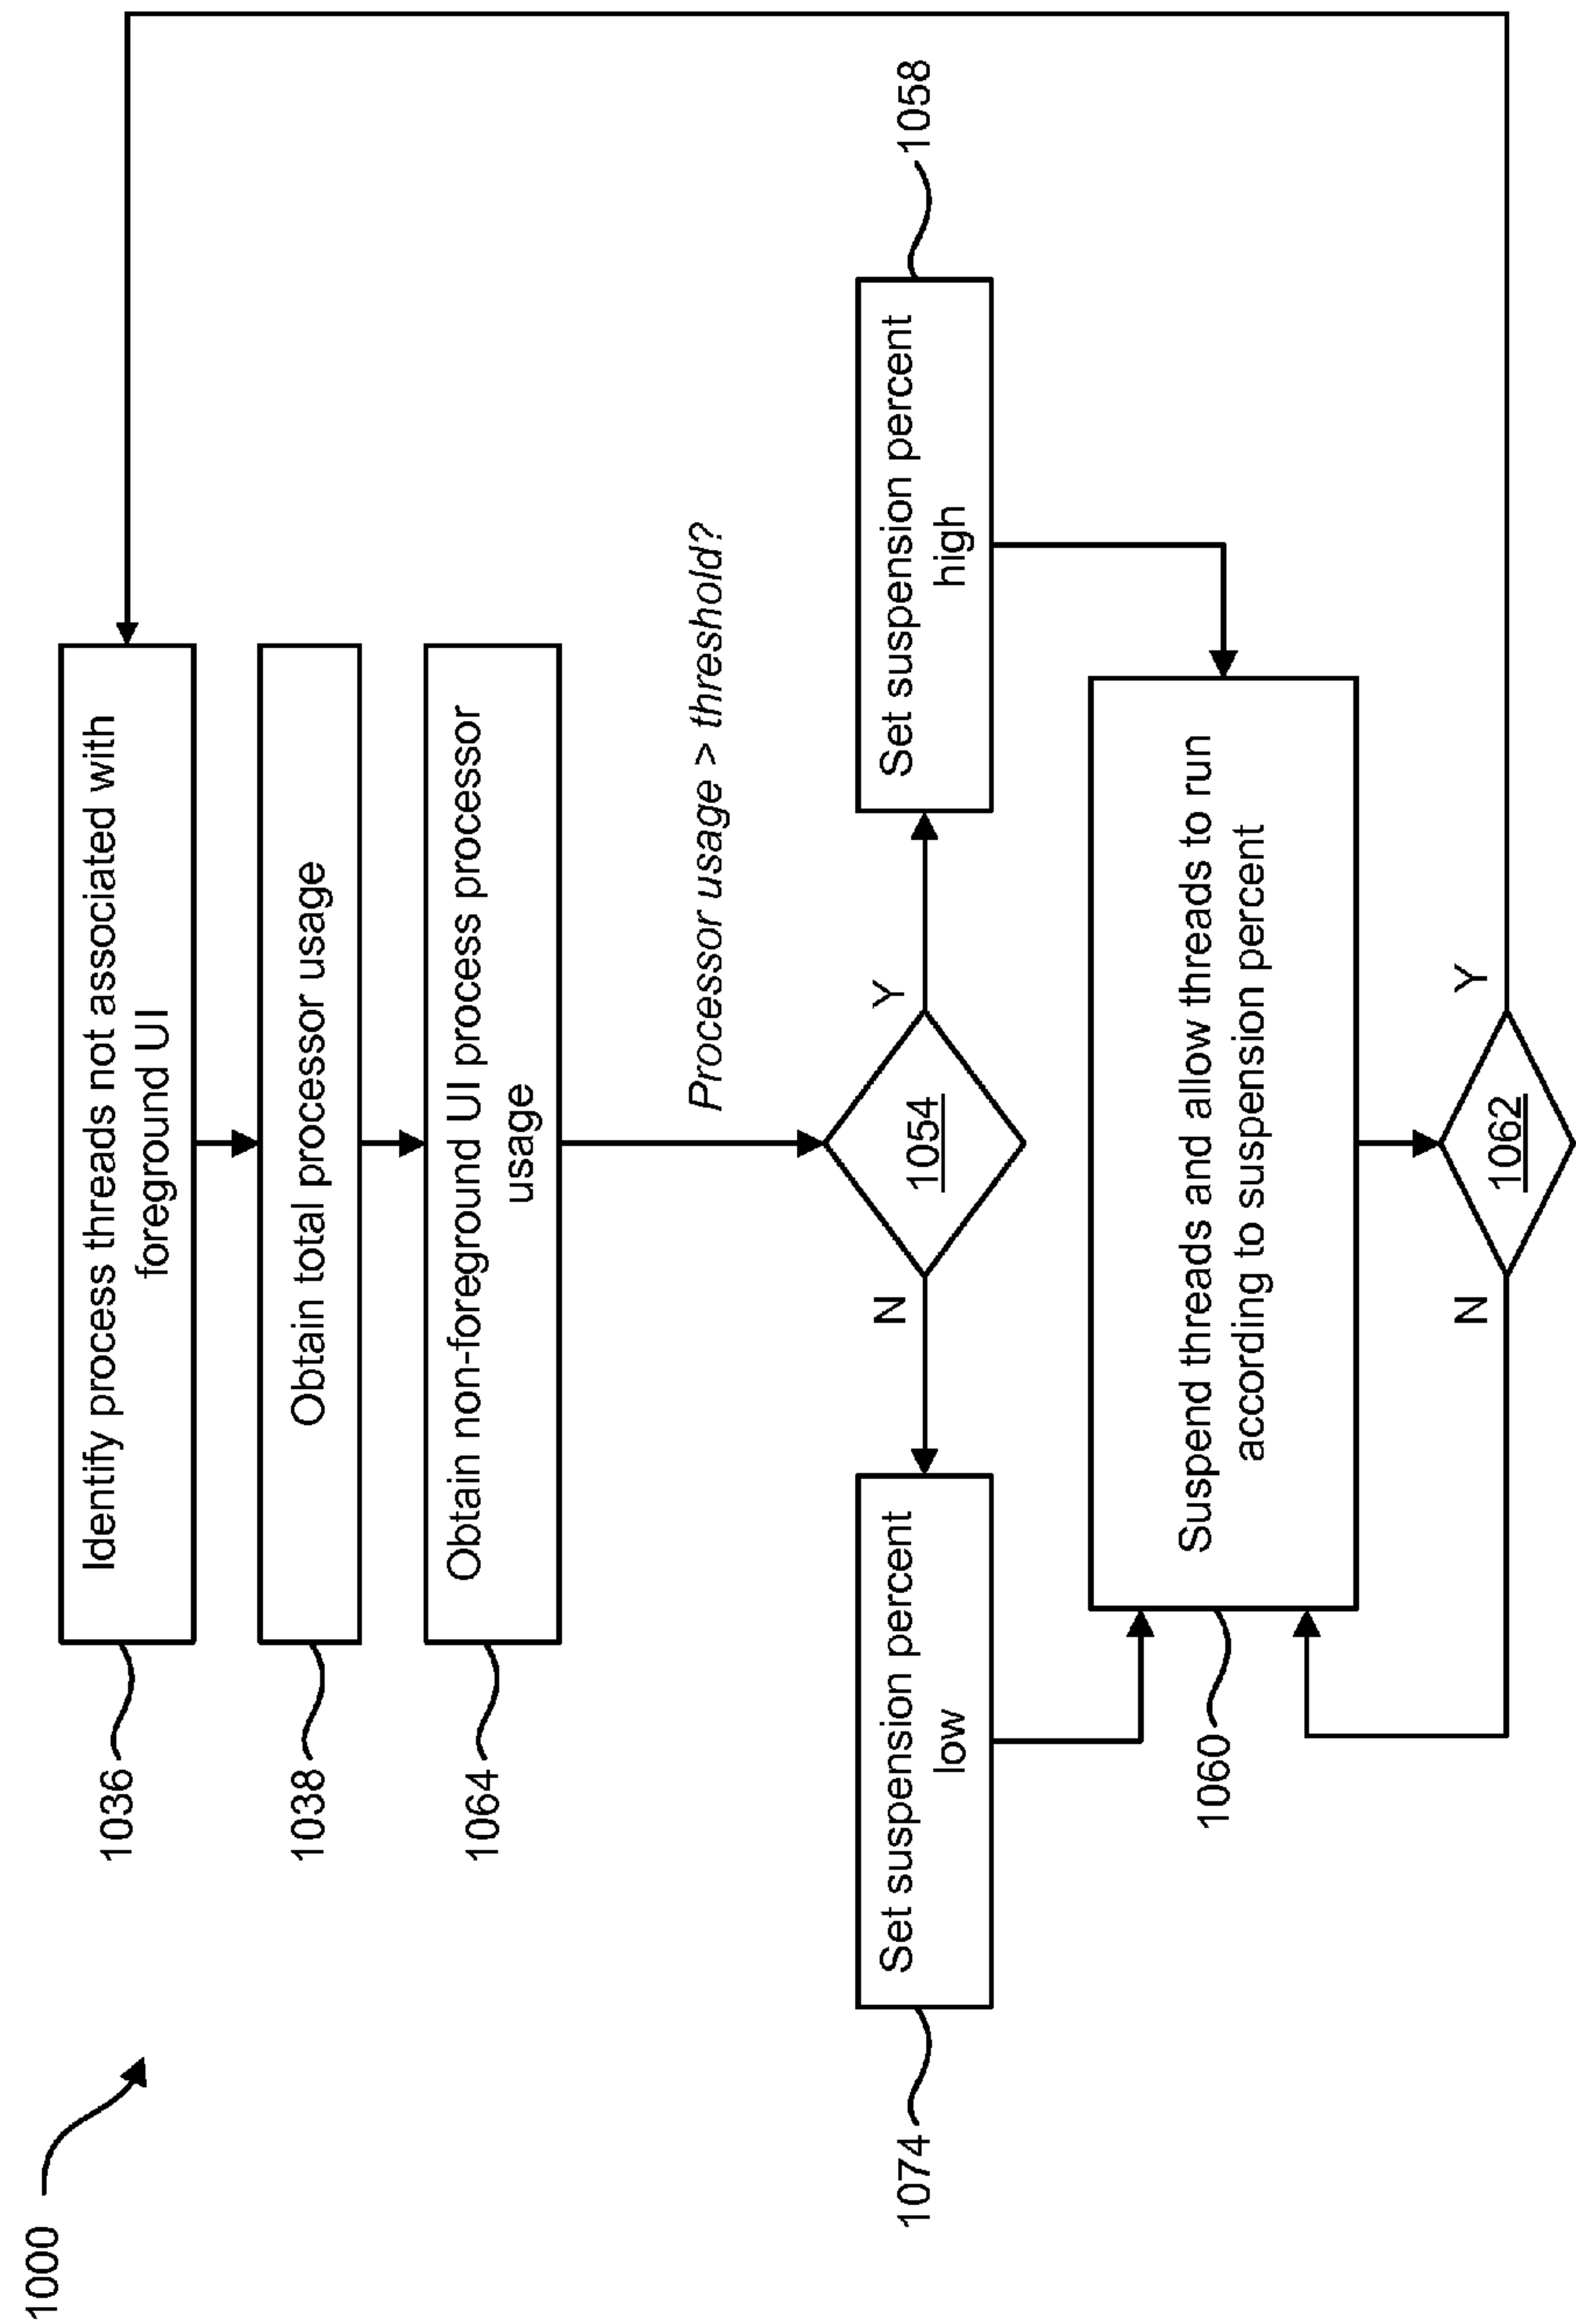 1000
1036
Identify process threads not associated with
foreground UI
1038
Obtain total processor usage
1064
Obtain non-foreground UI process processor
usage
Processor usage > threshold?
1074
Set suspension percent
low
N
1054
Y
Set suspension percent
high
1058
1060
Suspend threads and allow threads to run
according to suspension percent
N
1062
Y